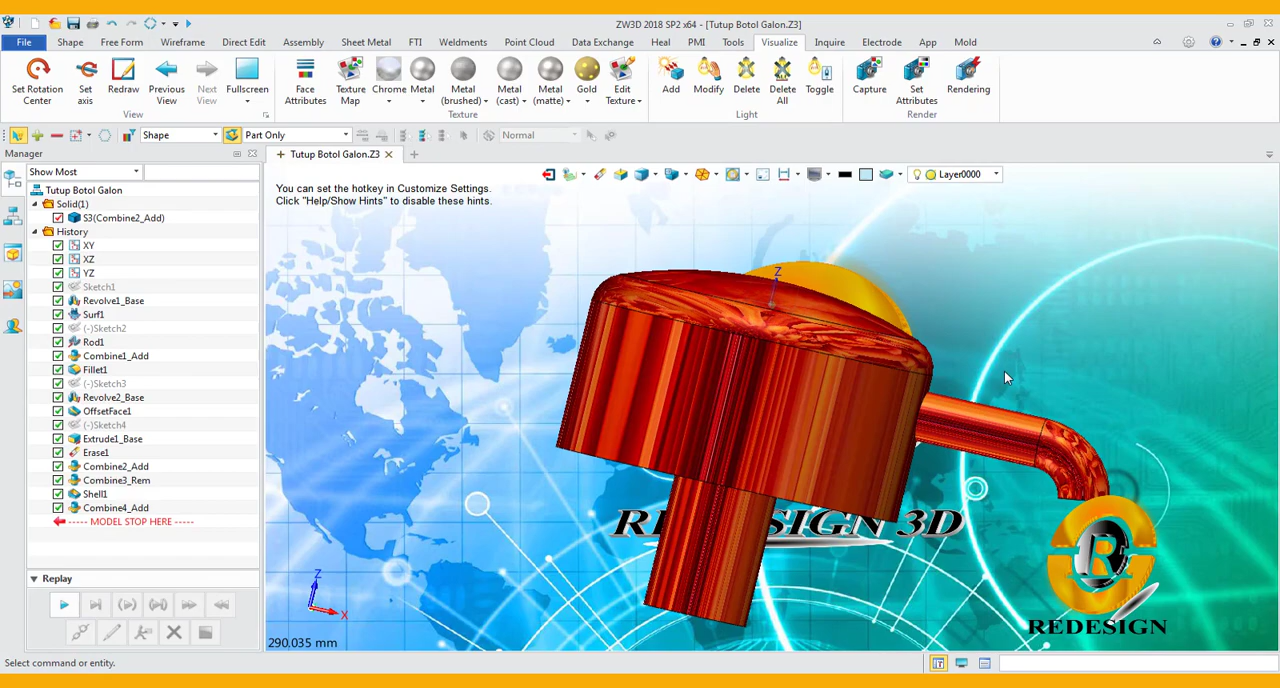 ZW3D 2018 SP2 x64 - [Tutup Botol Galon.Z3]
File Shape Free Form Wireframe Direct Edit Assembly Sheet Metal FTI Weldments Point Cloud Data Exchange Heal PMI Tools Visualize Inquire Electrode App Mold
Set Rotation Center
Set axis
Redraw
Previous View
Next View
Fullscreen
Face Attributes
Texture Map
Chrome
Metal
Metal (brushed)
Metal (cast)
Metal (matte)
Gold
Edit Texture
Add
Modify
Delete
Delete All
Toggle
Capture
Set Attributes
Rendering
View Texture Light Render
Shape Part Only Normal
Manager
Tutup Botol Galon.Z3
Show Most
Layer0000
You can set the hotkey in Customize Settings.
Click "Help/Show Hints" to disable these hints.
Tutup Botol Galon
Solid(1)
S3(Combine2_Add)
History
XY
XZ
YZ
Sketch1
Revolve1_Base
Surf1
(-)Sketch2
Rod1
Combine1_Add
Fillet1
(-)Sketch3
Revolve2_Base
OffsetFace1
(-)Sketch4
Extrude1_Base
Erase1
Combine2_Add
Combine3_Rem
Shell1
Combine4_Add
----- MODEL STOP HERE -----
Replay
Z
SIGN 3D
R
REDESIGN
Z
X
290.035 mm
Select command or entity.